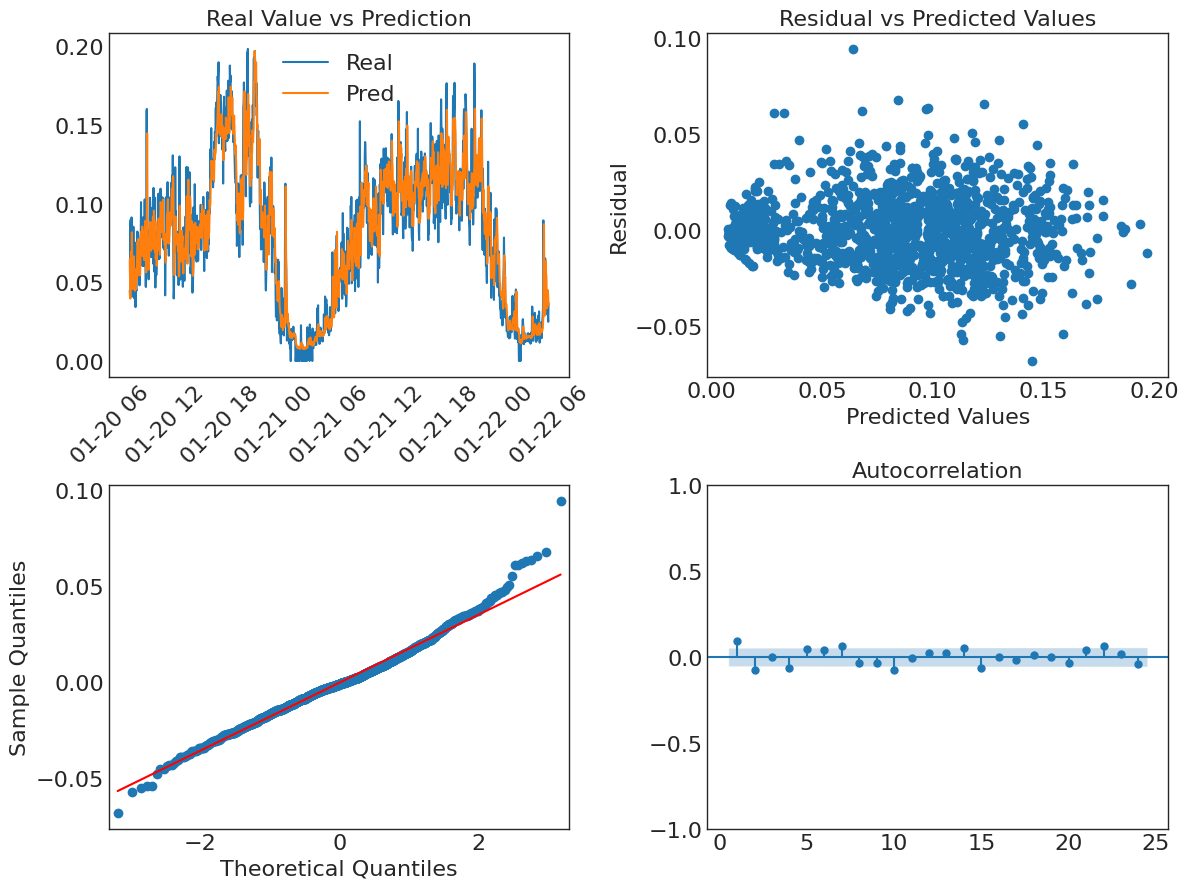 Real Value vs Prediction
0.20
0.15
0.10
0.05
0.00
Real
Pred
01-20 06
01-20 12
01-20 18
01-21 00
01-21 06
01-21 12
01-21 18
01-22 00
01-22 06
Residual vs Predicted Values
Residual
0.10
0.05
0.00
−0.05
0.00 0.05 0.10 0.15 0.20
Predicted Values
Sample Quantiles
0.10
0.05
0.00
−0.05
−2 0 2
Theoretical Quantiles
Autocorrelation
1.0
0.5
0.0
−0.5
−1.0
0 5 10 15 20 25